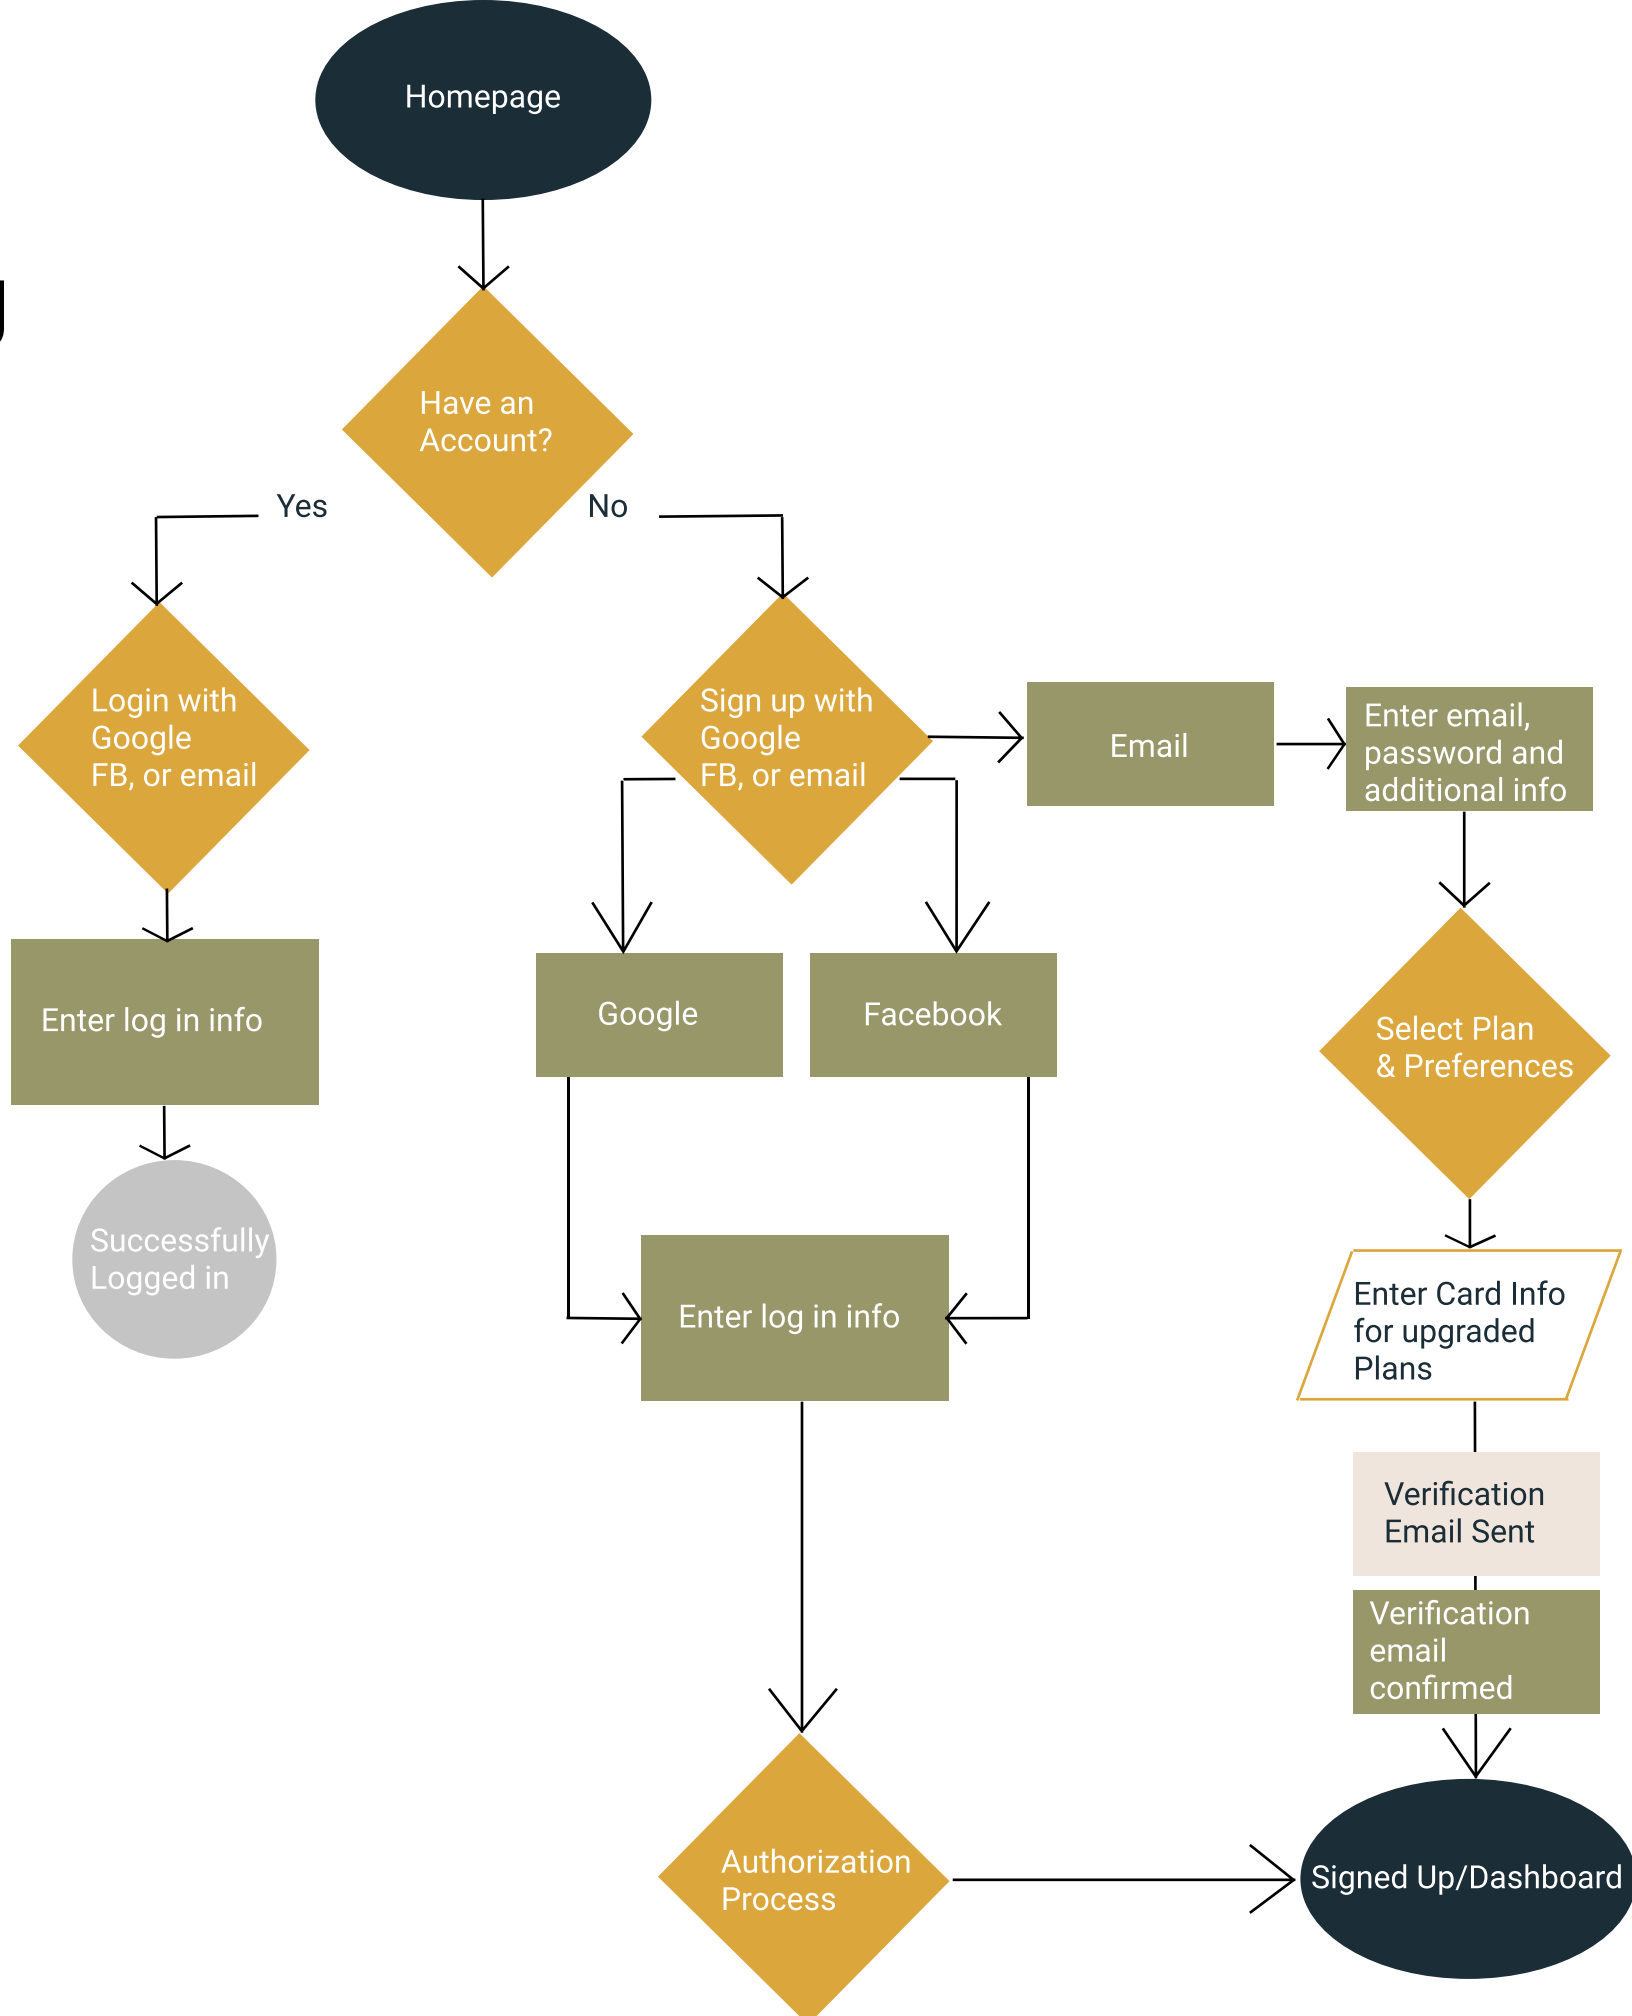 Homepage
Have an
Account?
Yes
No
Login with
Google
FB, or email
Sign up with
Google
FB, or email
Email
Enter email,
password and
additional info
Enter log in info
Google
Facebook
Select Plan
& Preferences
Successfully
Logged in
Enter log in info
Enter Card Info
for upgraded
Plans
Verification
Email Sent
Verification
email
confirmed
Authorization
Process
Signed Up/Dashboard